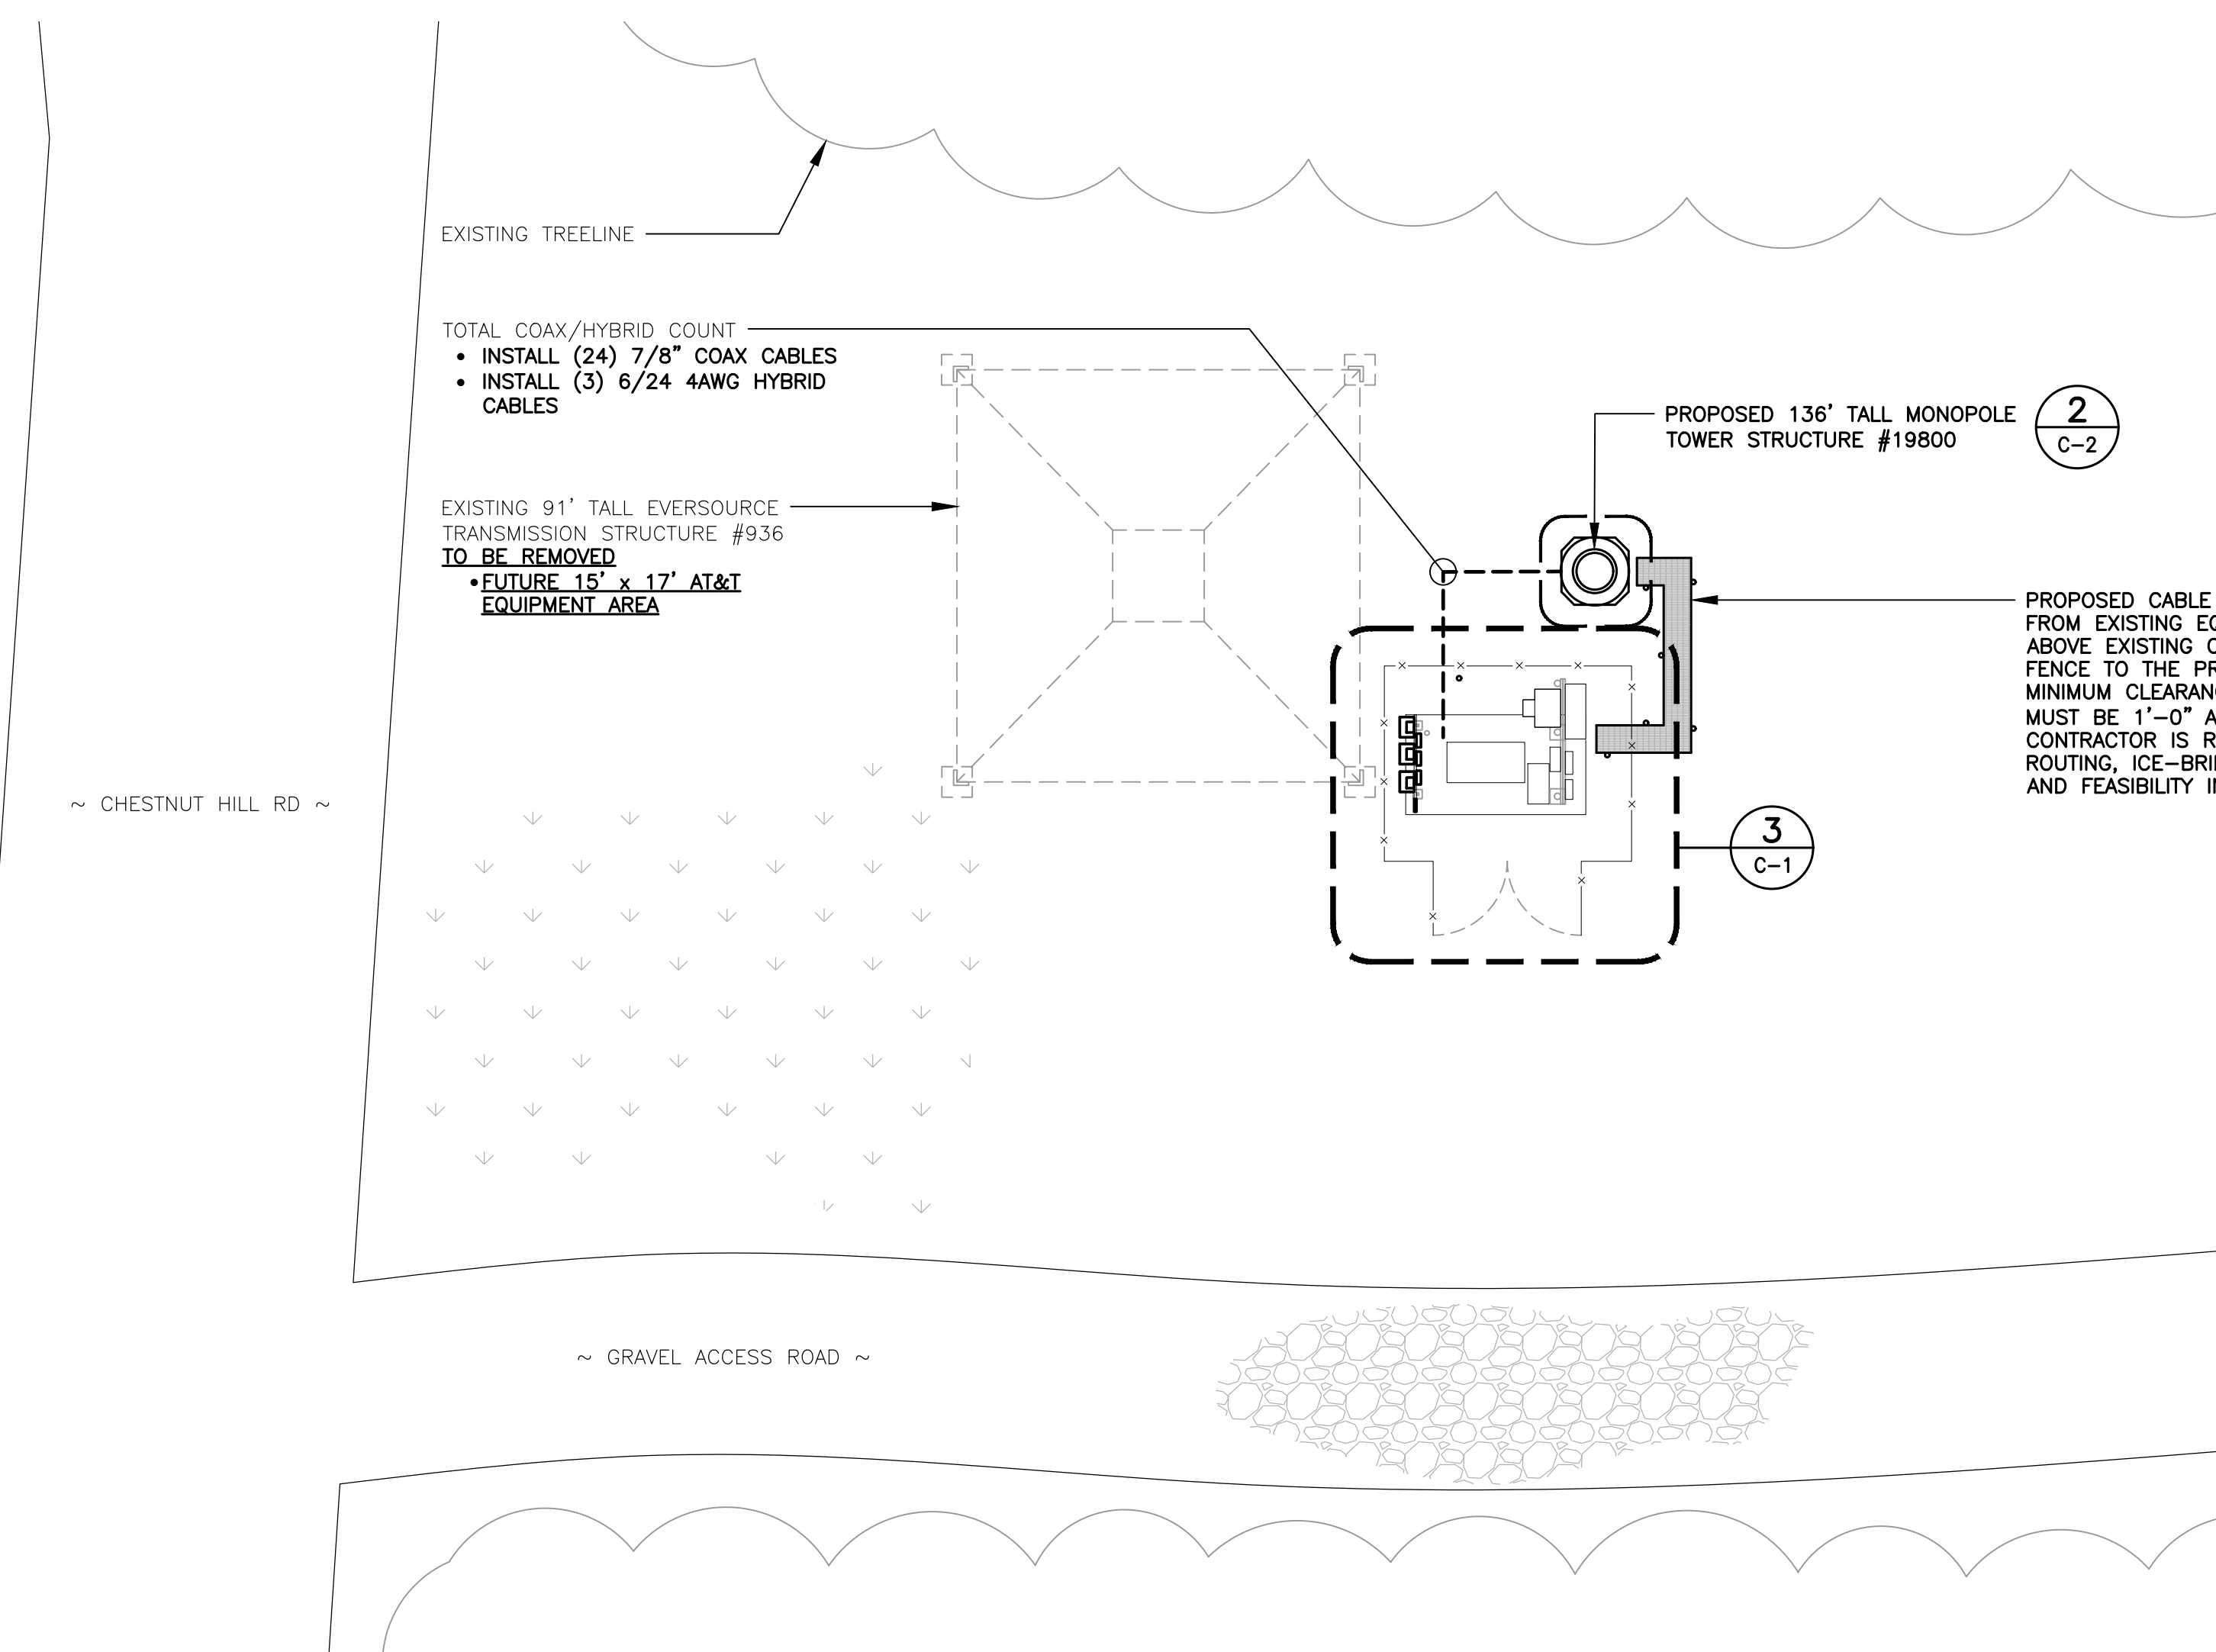 EXISTING TREELINE
TOTAL COAX/HYBRID COUNT
• INSTALL (24) 7/8" COAX CABLES
• INSTALL (3) 6/24 4AWG HYBRID
CABLES
PROPOSED 136' TALL MONOPOLE
TOWER STRUCTURE #19800
2
C-2
EXISTING 91' TALL EVERSOURCE
TRANSMISSION STRUCTURE #936
TO BE REMOVED
• FUTURE 15' x 17' AT&T
EQUIPMENT AREA
PROPOSED CABLE
FROM EXISTING
ABOVE EXISTING
FENCE TO THE
MINIMUM
MUST BE 1'-0"
CONTRACTOR IS
ROUTING,
AND FEASIBILITY
~ CHESTNUT HILL RD ~
3
C-1
~ GRAVEL ACCESS ROAD ~